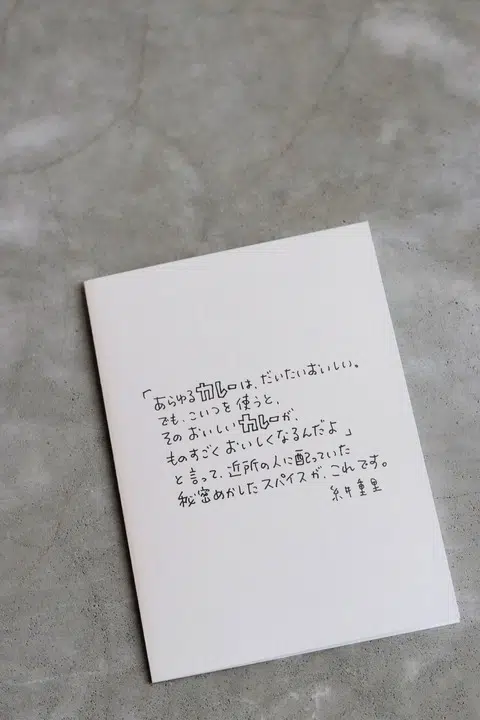 「あらゆるカレーは、だいたいおいしい。
でも、こいつを使うと、
そのおいしいカレーが、
ものすごくおいしくなるんだよ」
と言って、近所の人に配っていた
秘密めかしたスパイスが、これです。
糸井重里